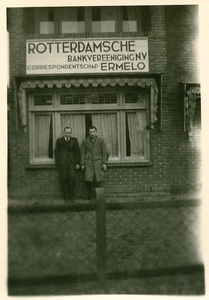 ROTTERDAMSCHE
BANKVEREENIGING N.V.
CORRESPONDENTSCHAP ERMELO